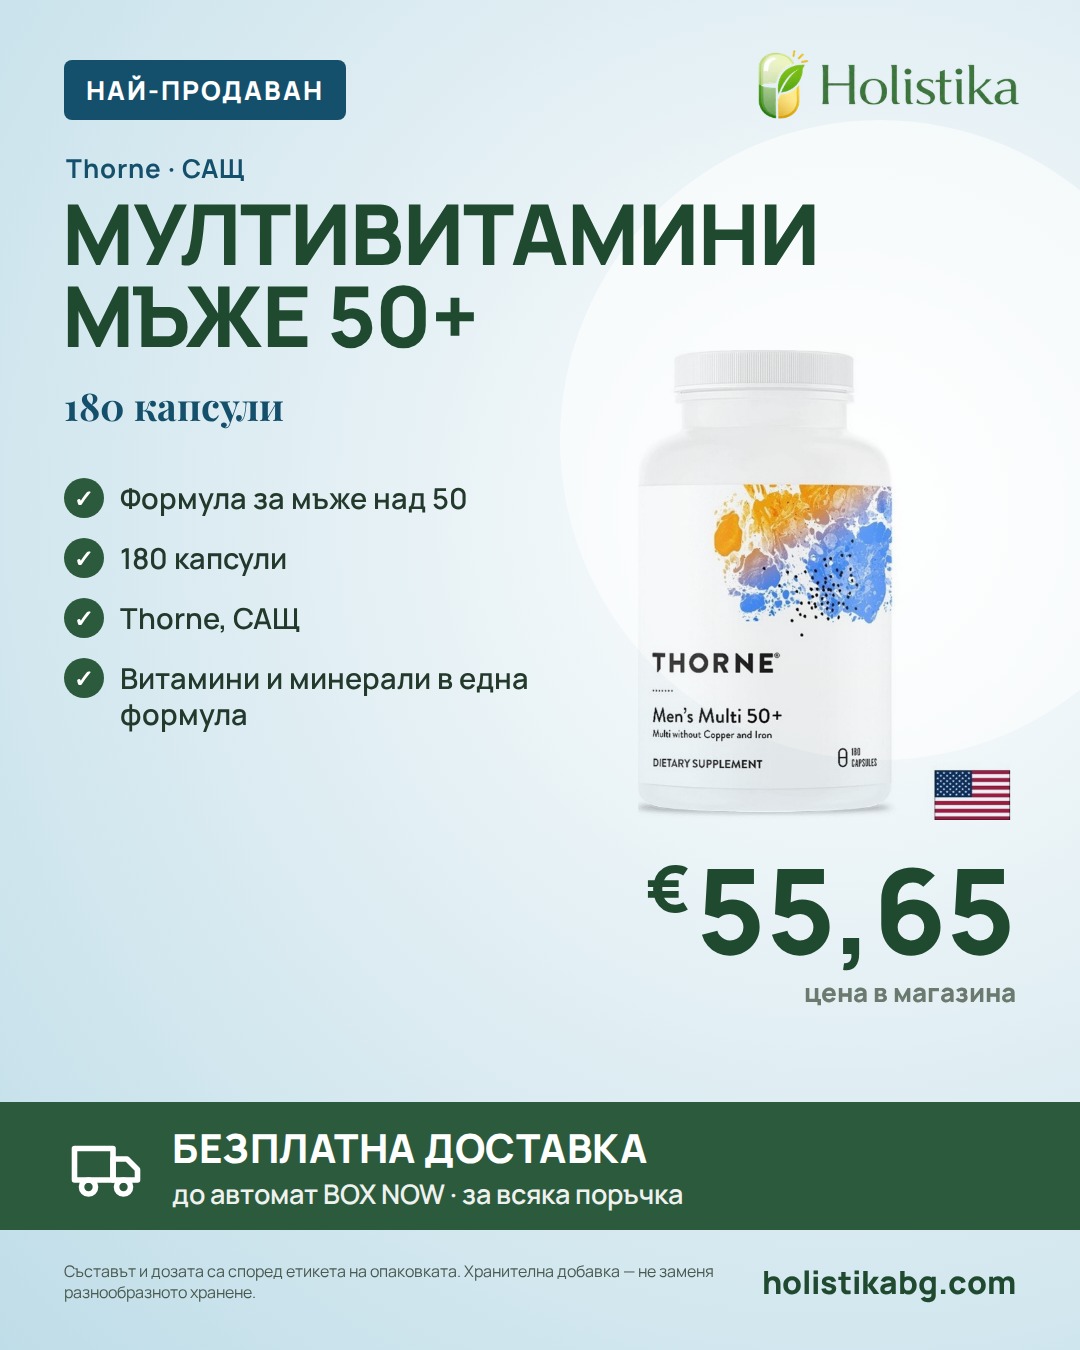 НАЙ-ПРОДАВАН
Holistika
Thorne · САЩ
МУЛТИВИТАМИНИ
МЪЖЕ 50+
180 капсули
✓ Формула за мъже над 50
✓ 180 капсули
✓ Thorne, САЩ
✓ Витамини и минерали в една
формула
THORNE®
Men's Multi 50+
Multi without Copper and Iron
DIETARY SUPPLEMENT
180
CAPSULES
€55,65
цена в магазина
БЕЗПЛАТНА ДОСТАВКА
до автомат BOX NOW · за всяка поръчка
Съставът и дозата са според етикета на опаковката. Хранителна добавка — не заменя
разнообразното хранене.
holistikabg.com